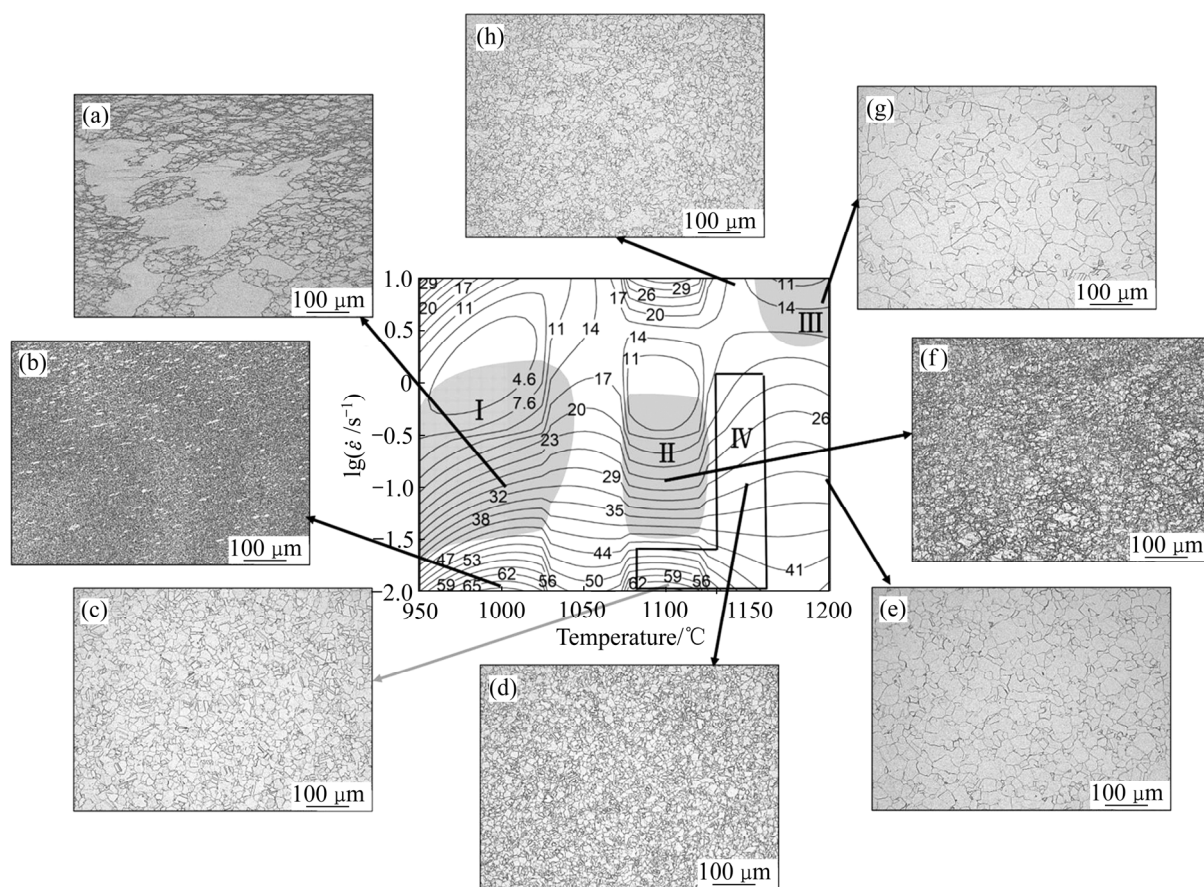 (h)
100 μm
(a)
100 μm
(g)
100 μm
(b)
100 μm
(f)
100 μm
(c)
100 μm
(d)
100 μm
(e)
100 μm
lg(ε̇ /s⁻¹)
1.0
0.5
0
−0.5
−1.0
−1.5
−2.0
29 17
20 11
11 14
17 26 29
20
11
14
III
14
11
4.6
7.6
I
17
20
23
II
IV
26
32
29
38
35
47 53
44
62
59 65
56
50
59
62 56
41
950 1000 1050 1100 1150 1200
Temperature/℃